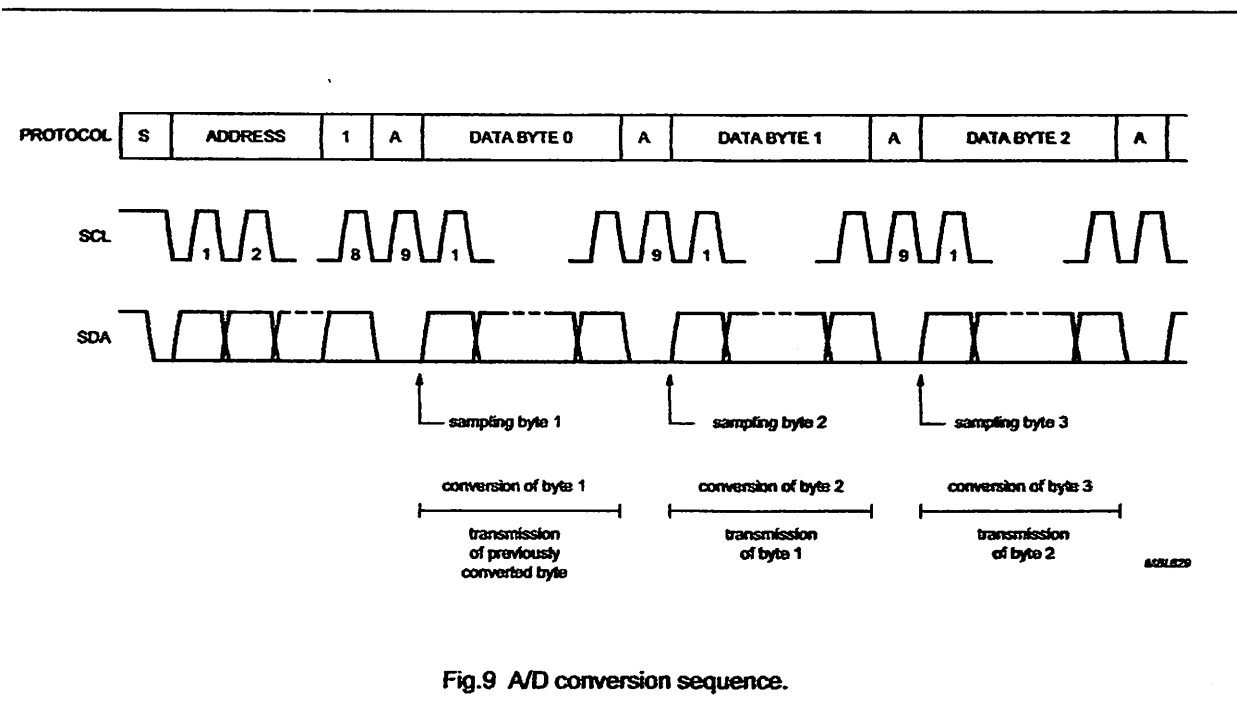 PROTOCOL S ADDRESS 1 A DATA BYTE 0 A DATA BYTE 1 A DATA BYTE 2 A
SCL 1 2 8 9 1 9 1 9 1
SDA
sampling byte 1 sampling byte 2 sampling byte 3
conversion of byte 1 conversion of byte 2 conversion of byte 3
transmission of previously converted byte
transmission of byte 1
transmission of byte 2
Fig.9 A/D conversion sequence.